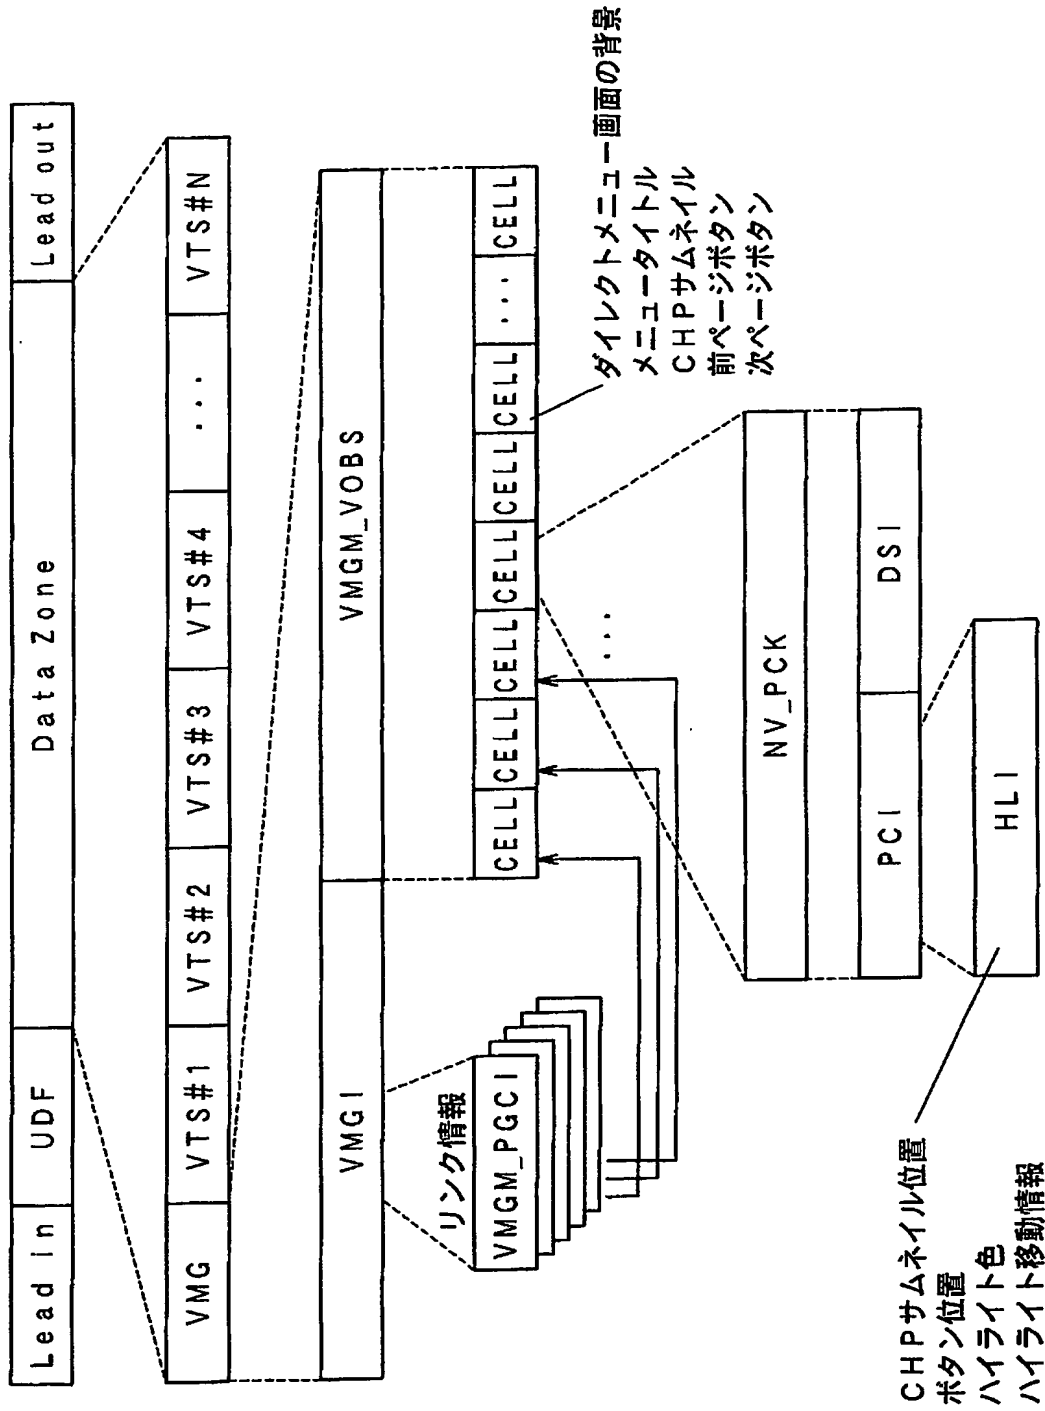 Lead in
UDF
Data Zone
Lead out
VMG
VTS#1
VTS#2
VTS#3
VTS#4
...
VTS#N
VMGI
VMGM_VOBS
リンク情報
VMGM_PGCI
CELL
CELL
CELL
CELL
CELL
CELL
...
CELL
...
ダイレクトメニュー画面の背景
メニュータイトル
CHPサムネイル
前ページボタン
次ページボタン
NV_PCK
PCI
DSI
HLI
CHPサムネイル位置
ボタン位置
ハイライト色
ハイライト移動情報